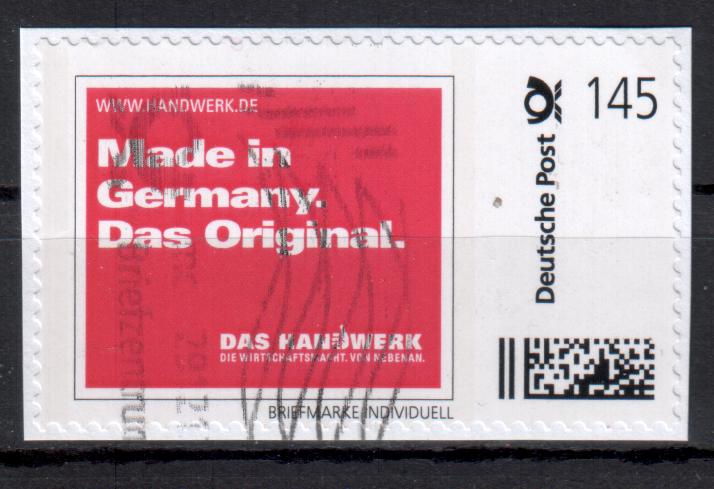 WWW.HANDWERK.DE
Made in
Germany.
Das Original.
DAS HANDWERK
DIE WIRTSCHAFTSMACHT. VON NEBENAN.
BRIEFMARKE INDIVIDUELL
Deutsche Post
145
Briefzentrum